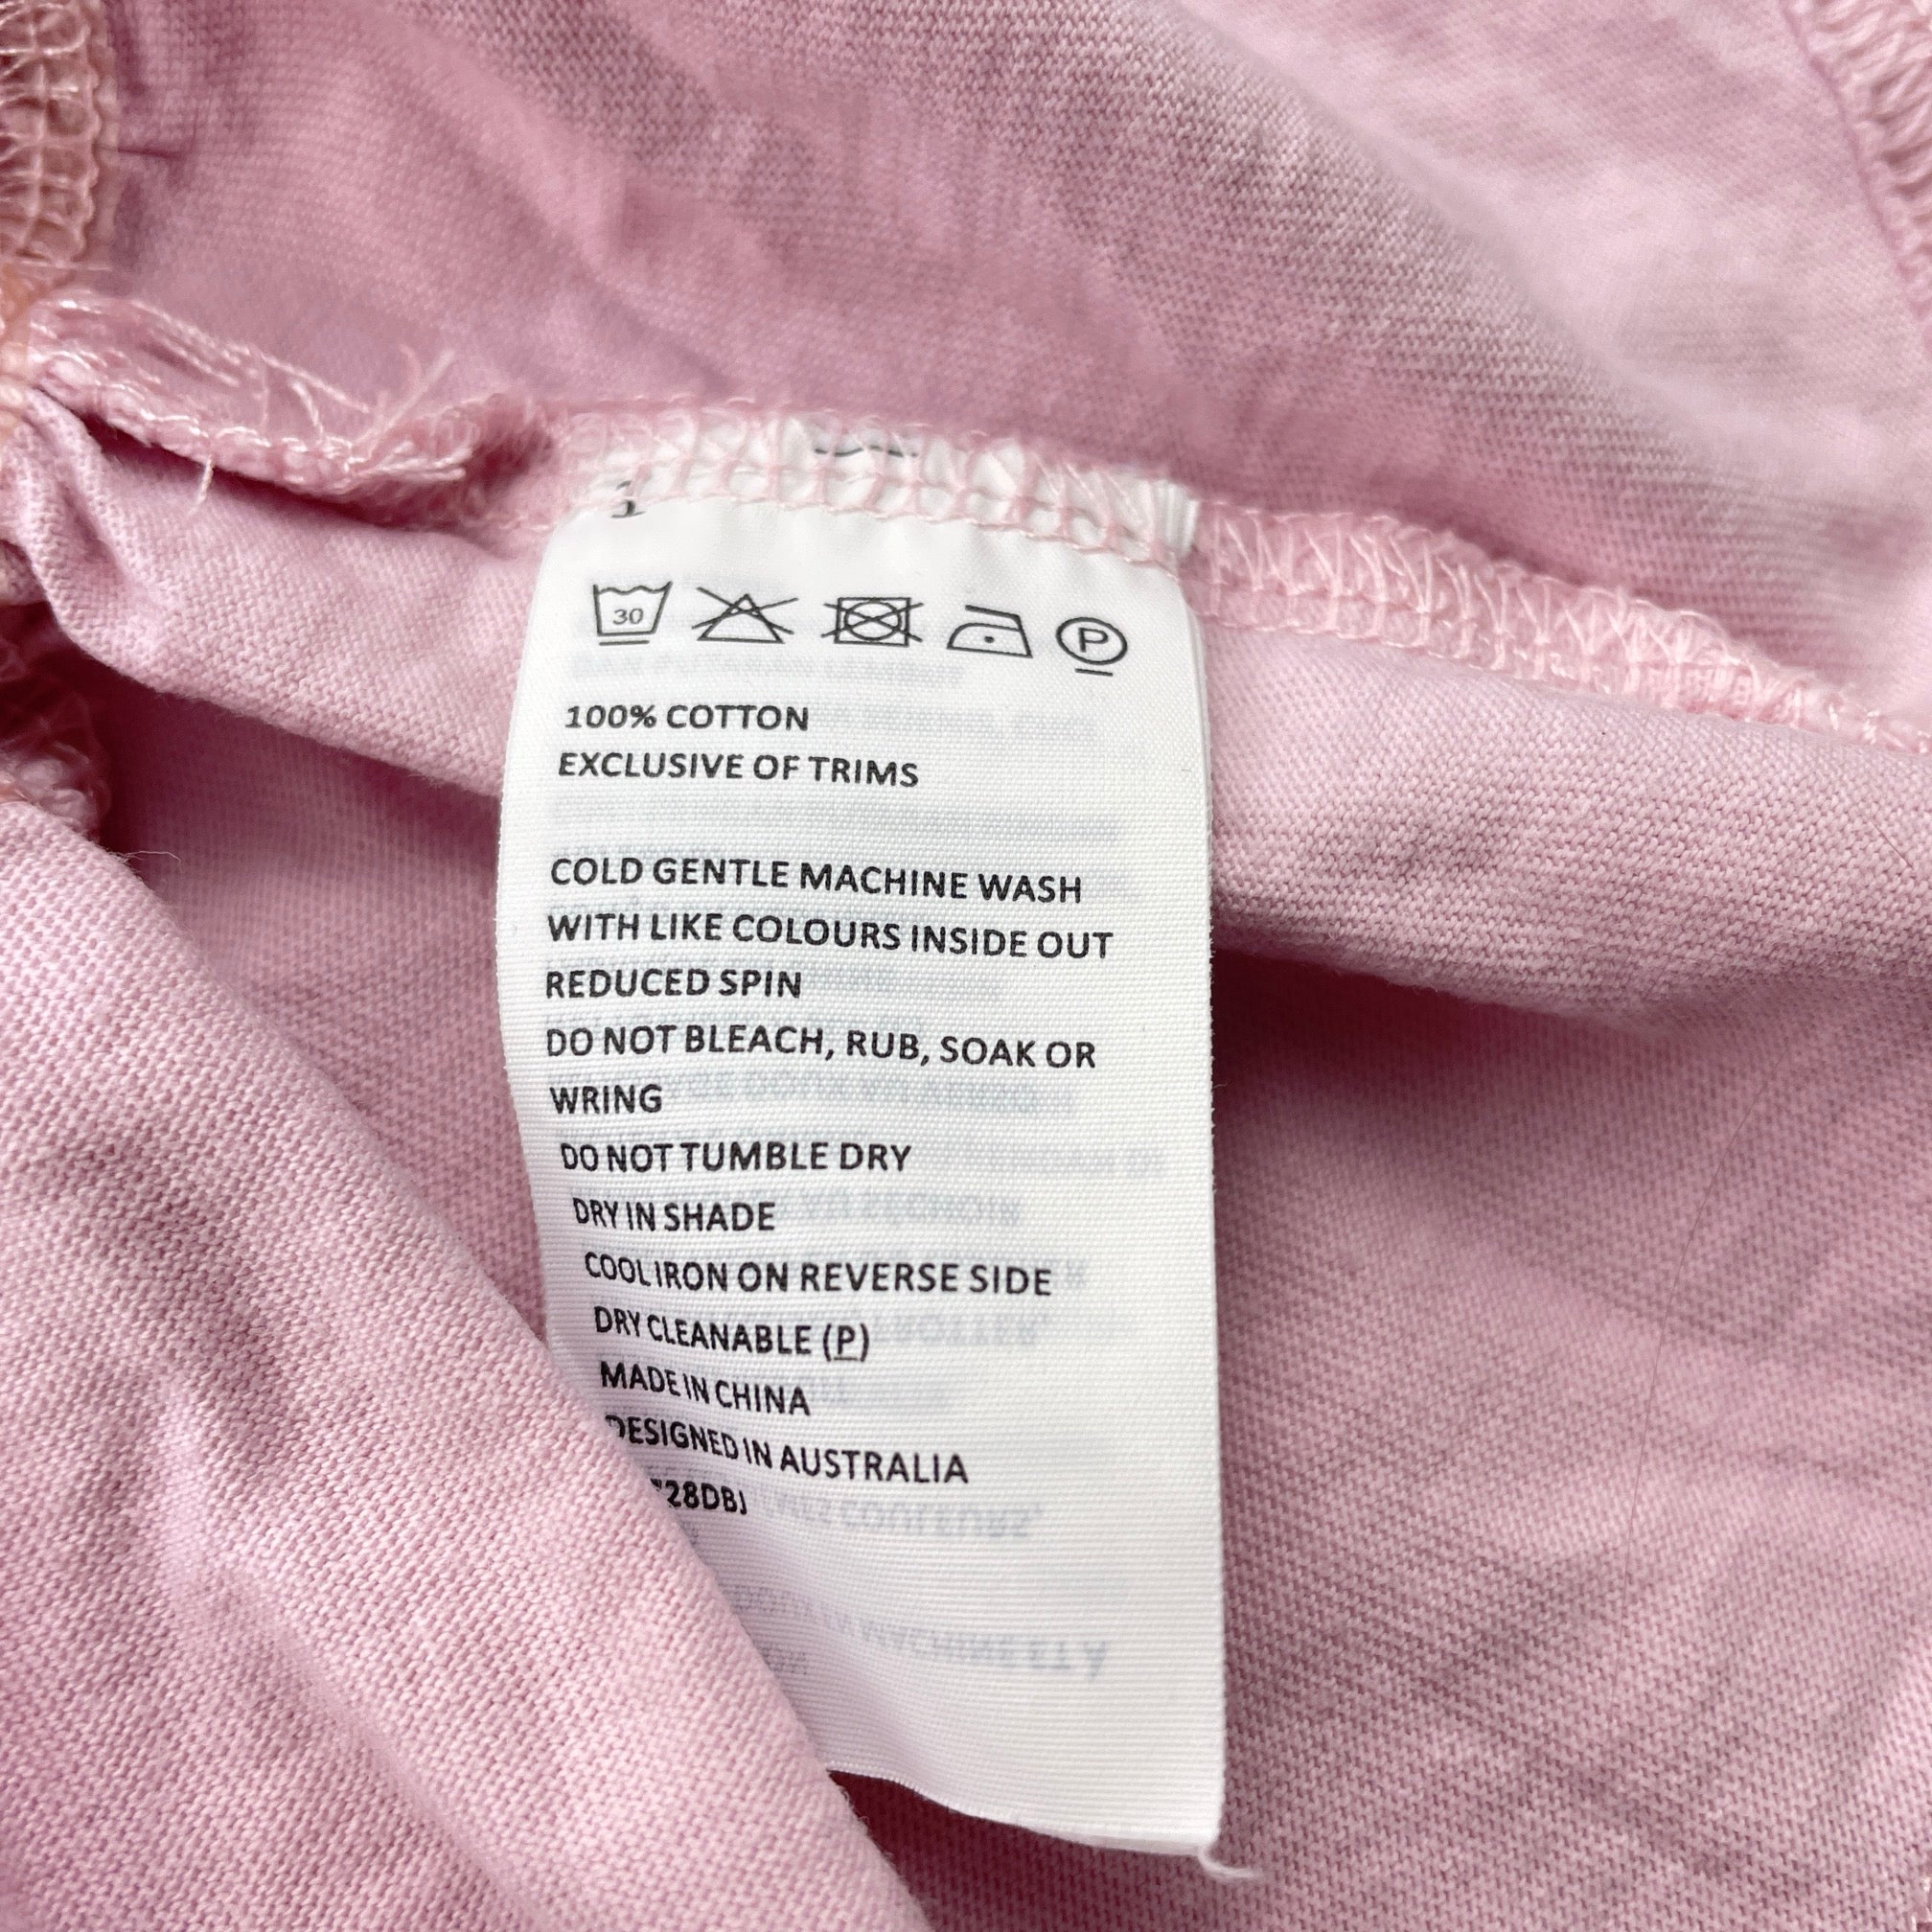 30
P
100% COTTON
EXCLUSIVE OF TRIMS
COLD GENTLE MACHINE WASH
WITH LIKE COLOURS INSIDE OUT
REDUCED SPIN
DO NOT BLEACH, RUB, SOAK OR
WRING
DO NOT TUMBLE DRY
DRY IN SHADE
COOL IRON ON REVERSE SIDE
DRY CLEANABLE (P)
MADE IN CHINA
DESIGNED IN AUSTRALIA
28DBJ